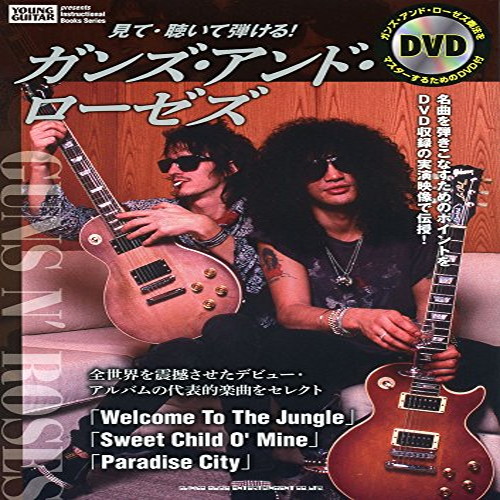 YOUNG GUITAR presents Instructional Books Series
見て・聴いて弾ける!
ガンズ・アンド・ローゼズ奏法を
マスターするためのDVD付
DVD
ガンズ・アンド・
ローゼズ
名曲を弾きこなすためのポイントを
DVD収録の実演映像で伝授!
GUNS N' ROSES
全世界を震撼させたデビュー・
アルバムの代表的楽曲をセレクト
「Welcome To The Jungle」
「Sweet Child O' Mine」
「Paradise City」
SHINKO MUSIC ENTERTAINMENT CO.,LTD.
Gibson